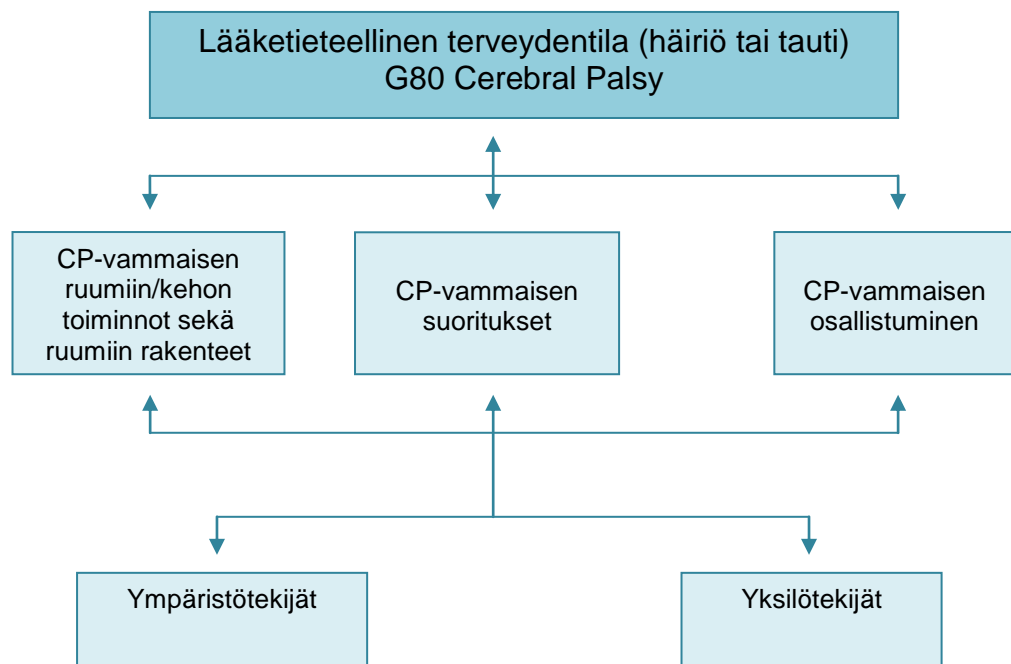 Lääketieteellinen terveydentila (häiriö tai tauti)
G80 Cerebral Palsy
CP-vammaisen
ruumiin/kehon
toiminnot sekä
ruumiin rakenteet
CP-vammaisen
suoritukset
CP-vammaisen
osallistuminen
Ympäristötekijät
Yksilötekijät